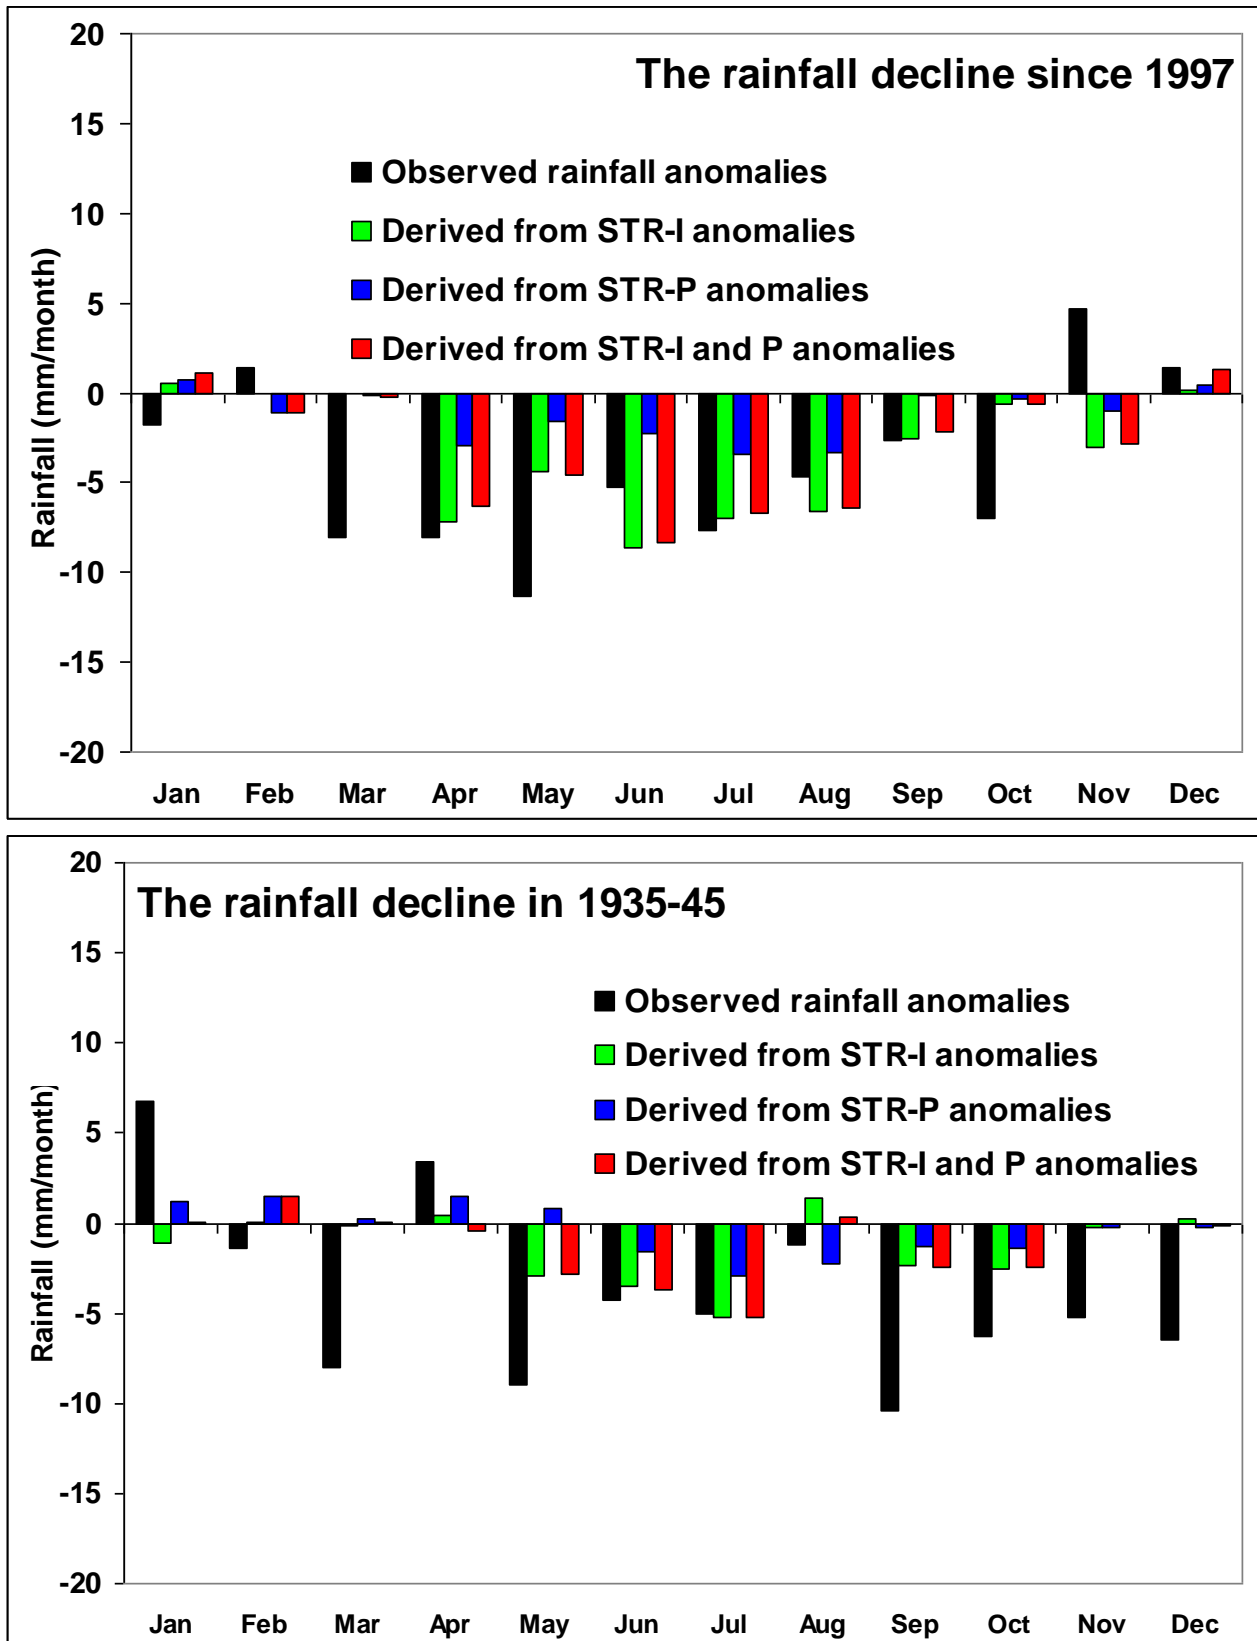 The rainfall decline since 1997
Observed rainfall anomalies
Derived from STR-I anomalies
Derived from STR-P anomalies
Derived from STR-I and P anomalies
Rainfall (mm/month)
20
15
10
5
0
-5
-10
-15
-20
Jan Feb Mar Apr May Jun Jul Aug Sep Oct Nov Dec
The rainfall decline in 1935-45
Observed rainfall anomalies
Derived from STR-I anomalies
Derived from STR-P anomalies
Derived from STR-I and P anomalies
Rainfall (mm/month)
20
15
10
5
0
-5
-10
-15
-20
Jan Feb Mar Apr May Jun Jul Aug Sep Oct Nov Dec